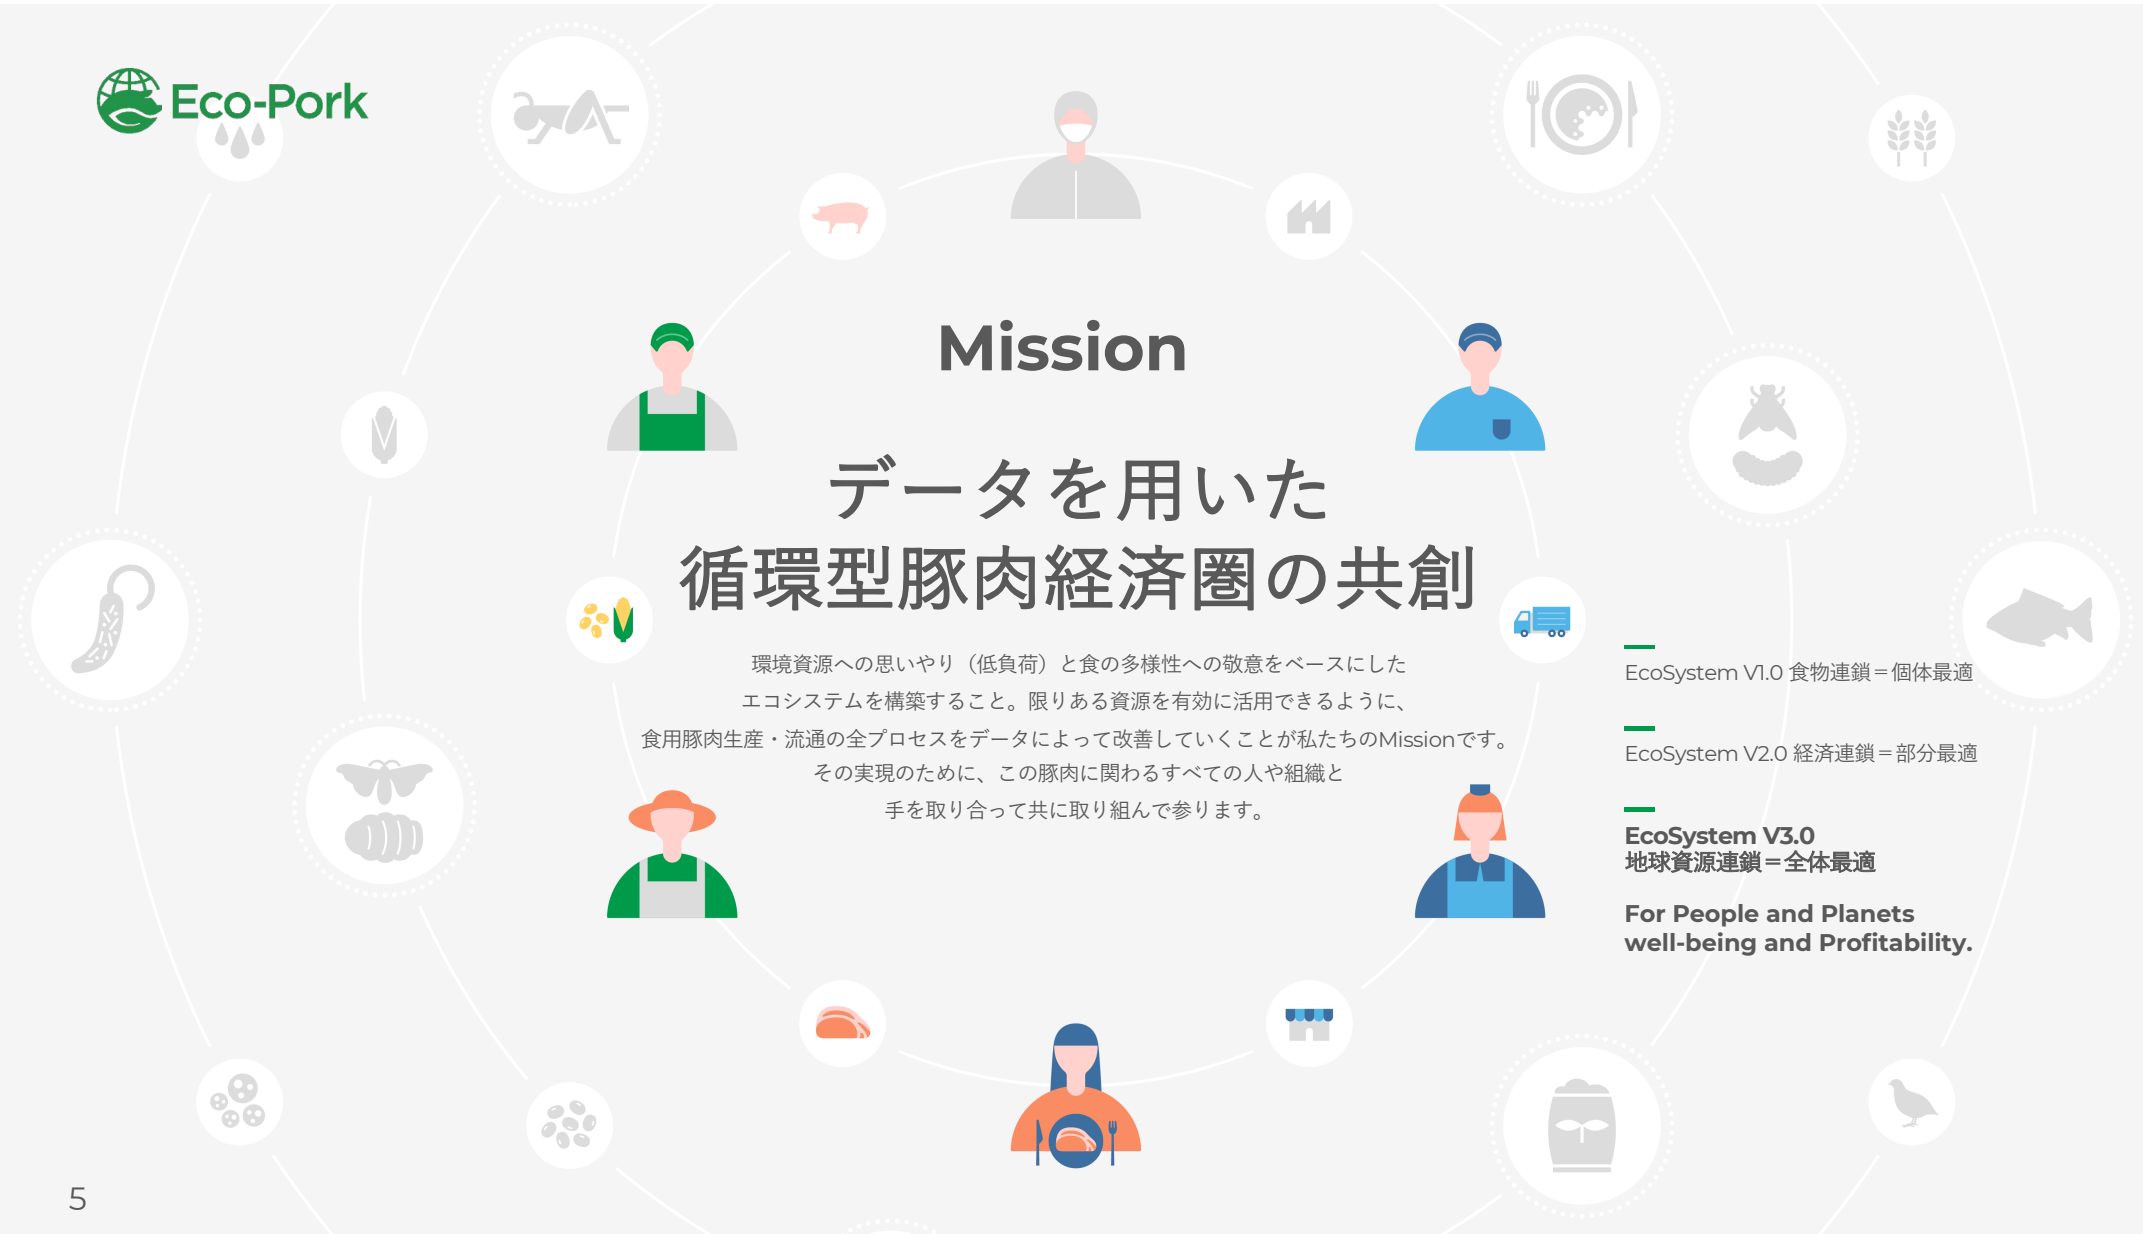 Eco-Pork
Mission
データを用いた
循環型豚肉経済圏の共創
環境資源への思いやり（低負荷）と食の多様性への敬意をベースにした
エコシステムを構築すること。限りある資源を有効に活用できるように、
食用豚肉生産・流通の全プロセスをデータによって改善していくことが私たちのMissionです。
その実現のために、この豚肉に関わるすべての人や組織と
手を取り合って共に取り組んで参ります。
EcoSystem V1.0 食物連鎖＝個体最適
EcoSystem V2.0 経済連鎖＝部分最適
EcoSystem V3.0
地球資源連鎖＝全体最適
For People and Planets
well-being and Profitability.
5